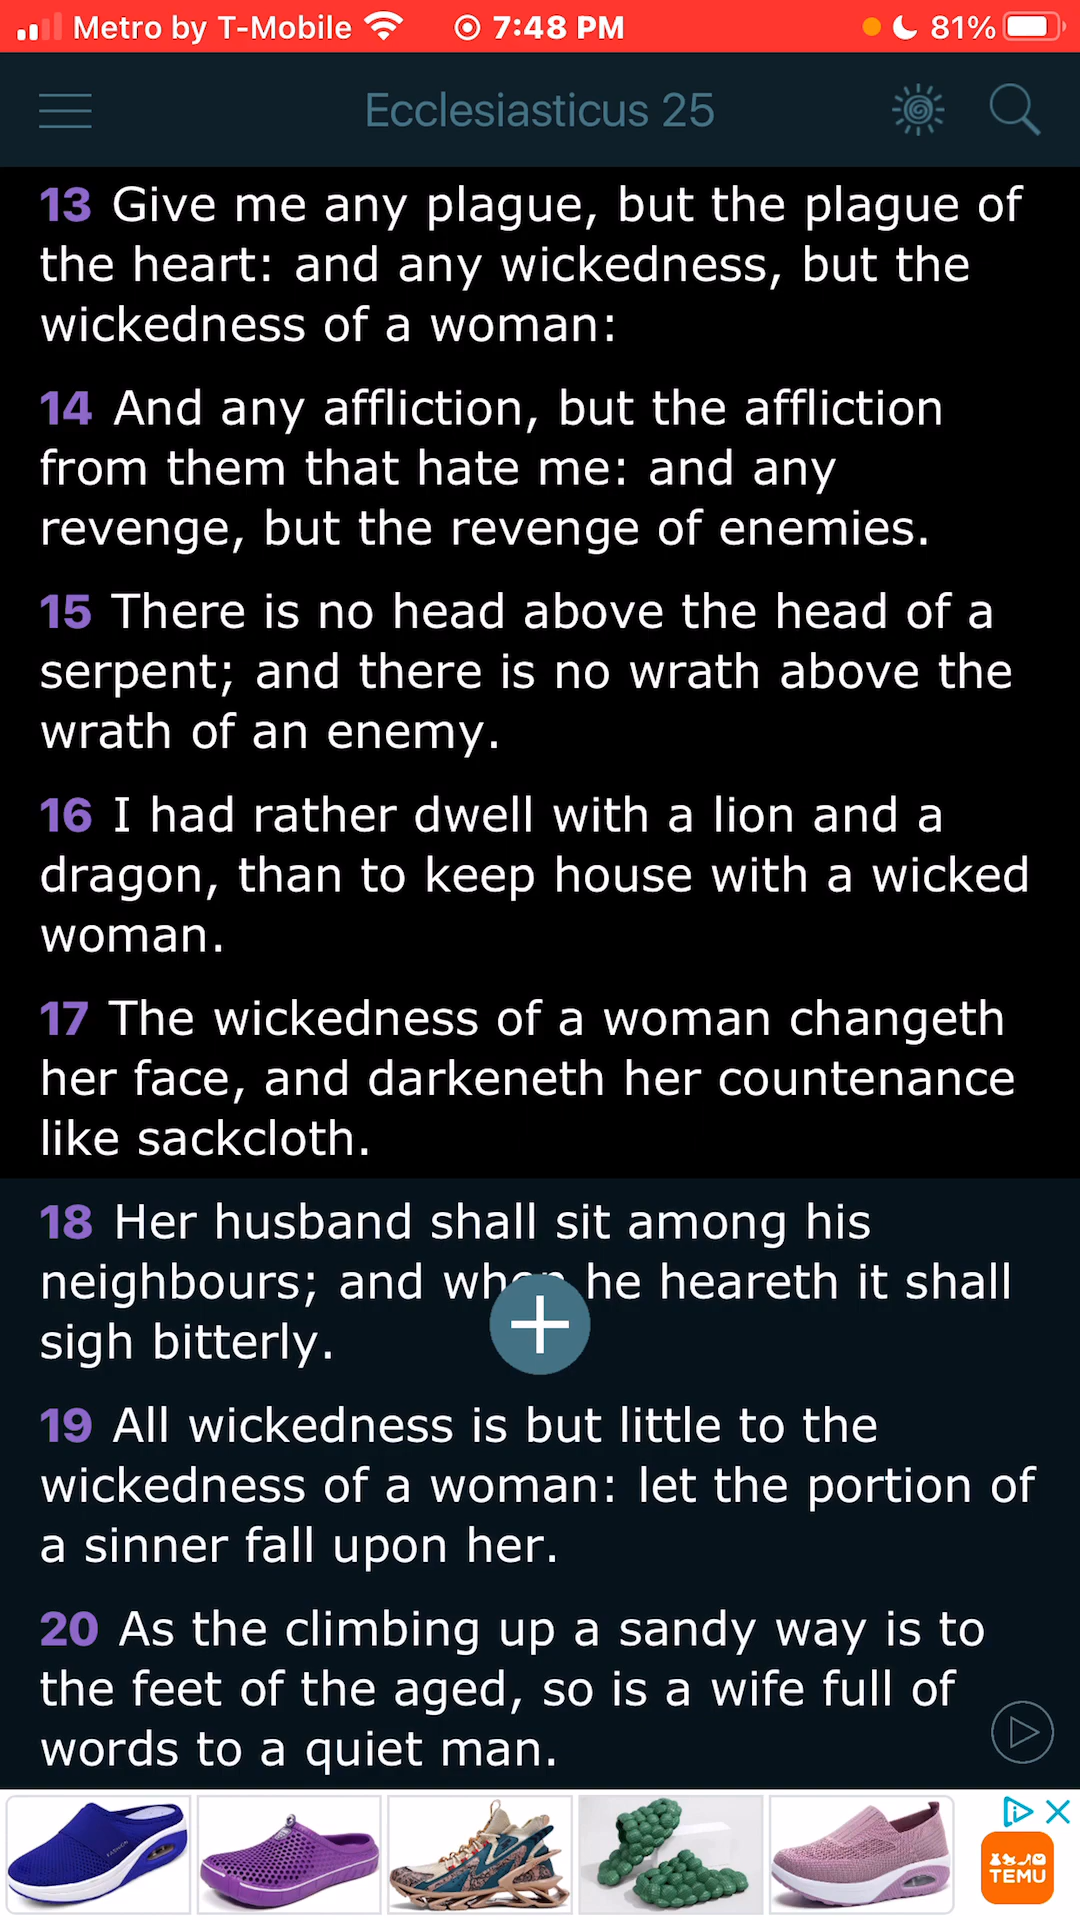 Metro by T-Mobile 7:48 PM 81%
Ecclesiasticus 25
13 Give me any plague, but the plague of
the heart: and any wickedness, but the
wickedness of a woman:
14 And any affliction, but the affliction
from them that hate me: and any
revenge, but the revenge of enemies.
15 There is no head above the head of a
serpent; and there is no wrath above the
wrath of an enemy.
16 I had rather dwell with a lion and a
dragon, than to keep house with a wicked
woman.
17 The wickedness of a woman changeth
her face, and darkeneth her countenance
like sackcloth.
18 Her husband shall sit among his
neighbours; and when he heareth it shall
sigh bitterly.
19 All wickedness is but little to the
wickedness of a woman: let the portion of
a sinner fall upon her.
20 As the climbing up a sandy way is to
the feet of the aged, so is a wife full of
words to a quiet man.
FASHION
TEMU